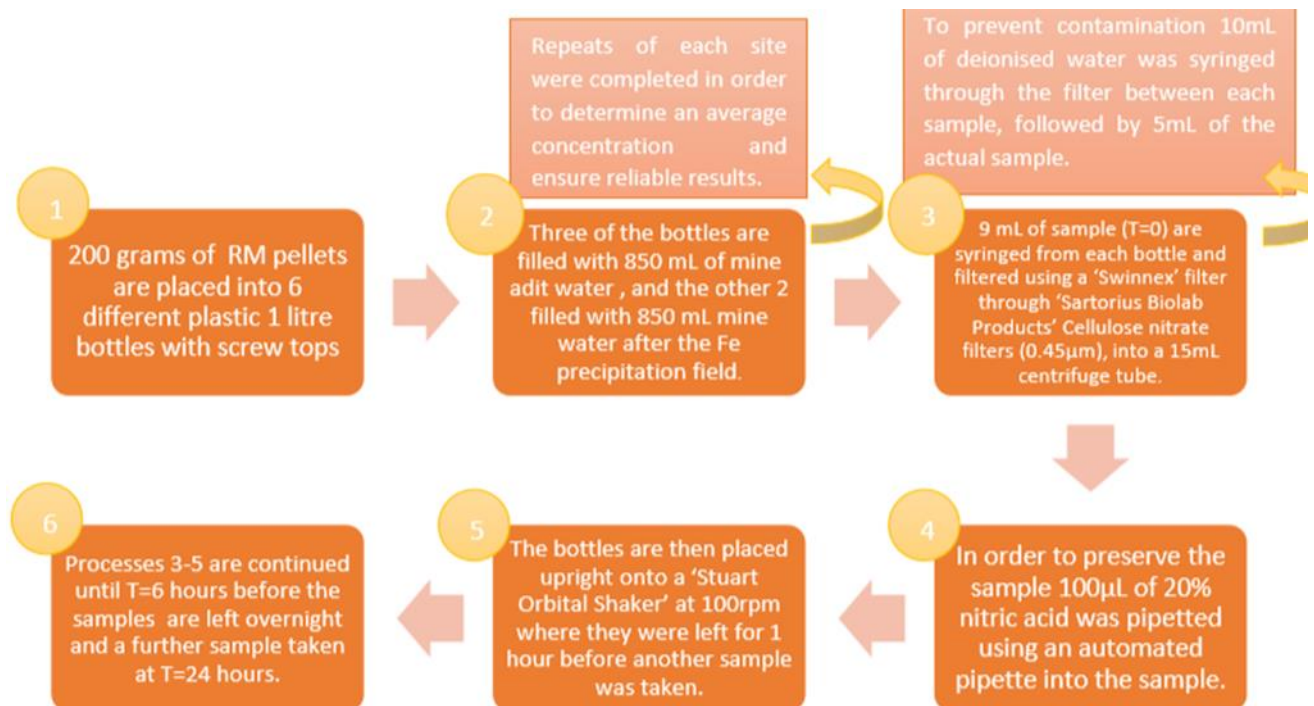 1
200 grams of RM pellets
are placed into 6
different plastic 1 litre
bottles with screw tops
Repeats of each site
were completed in order
to determine an average
concentration and
ensure reliable results.
2
Three of the bottles are
filled with 850 mL of mine
adit water , and the other 2
filled with 850 mL mine
water after the Fe
precipitation field.
To prevent contamination 10mL
of deionised water was syringed
through the filter between each
sample, followed by 5mL of the
actual sample.
3
9 mL of sample (T=0) are
syringed from each bottle and
filtered using a ‘Swinnex’ filter
through ‘Sartorius Biolab
Products’ Cellulose nitrate
filters (0.45µm), into a 15mL
centrifuge tube.
4
In order to preserve the
sample 100µL of 20%
nitric acid was pipetted
using an automated
pipette into the sample.
5
The bottles are then placed
upright onto a ‘Stuart
Orbital Shaker’ at 100rpm
where they were left for 1
hour before another sample
was taken.
6
Processes 3-5 are continued
until T=6 hours before the
samples are left overnight
and a further sample taken
at T=24 hours.